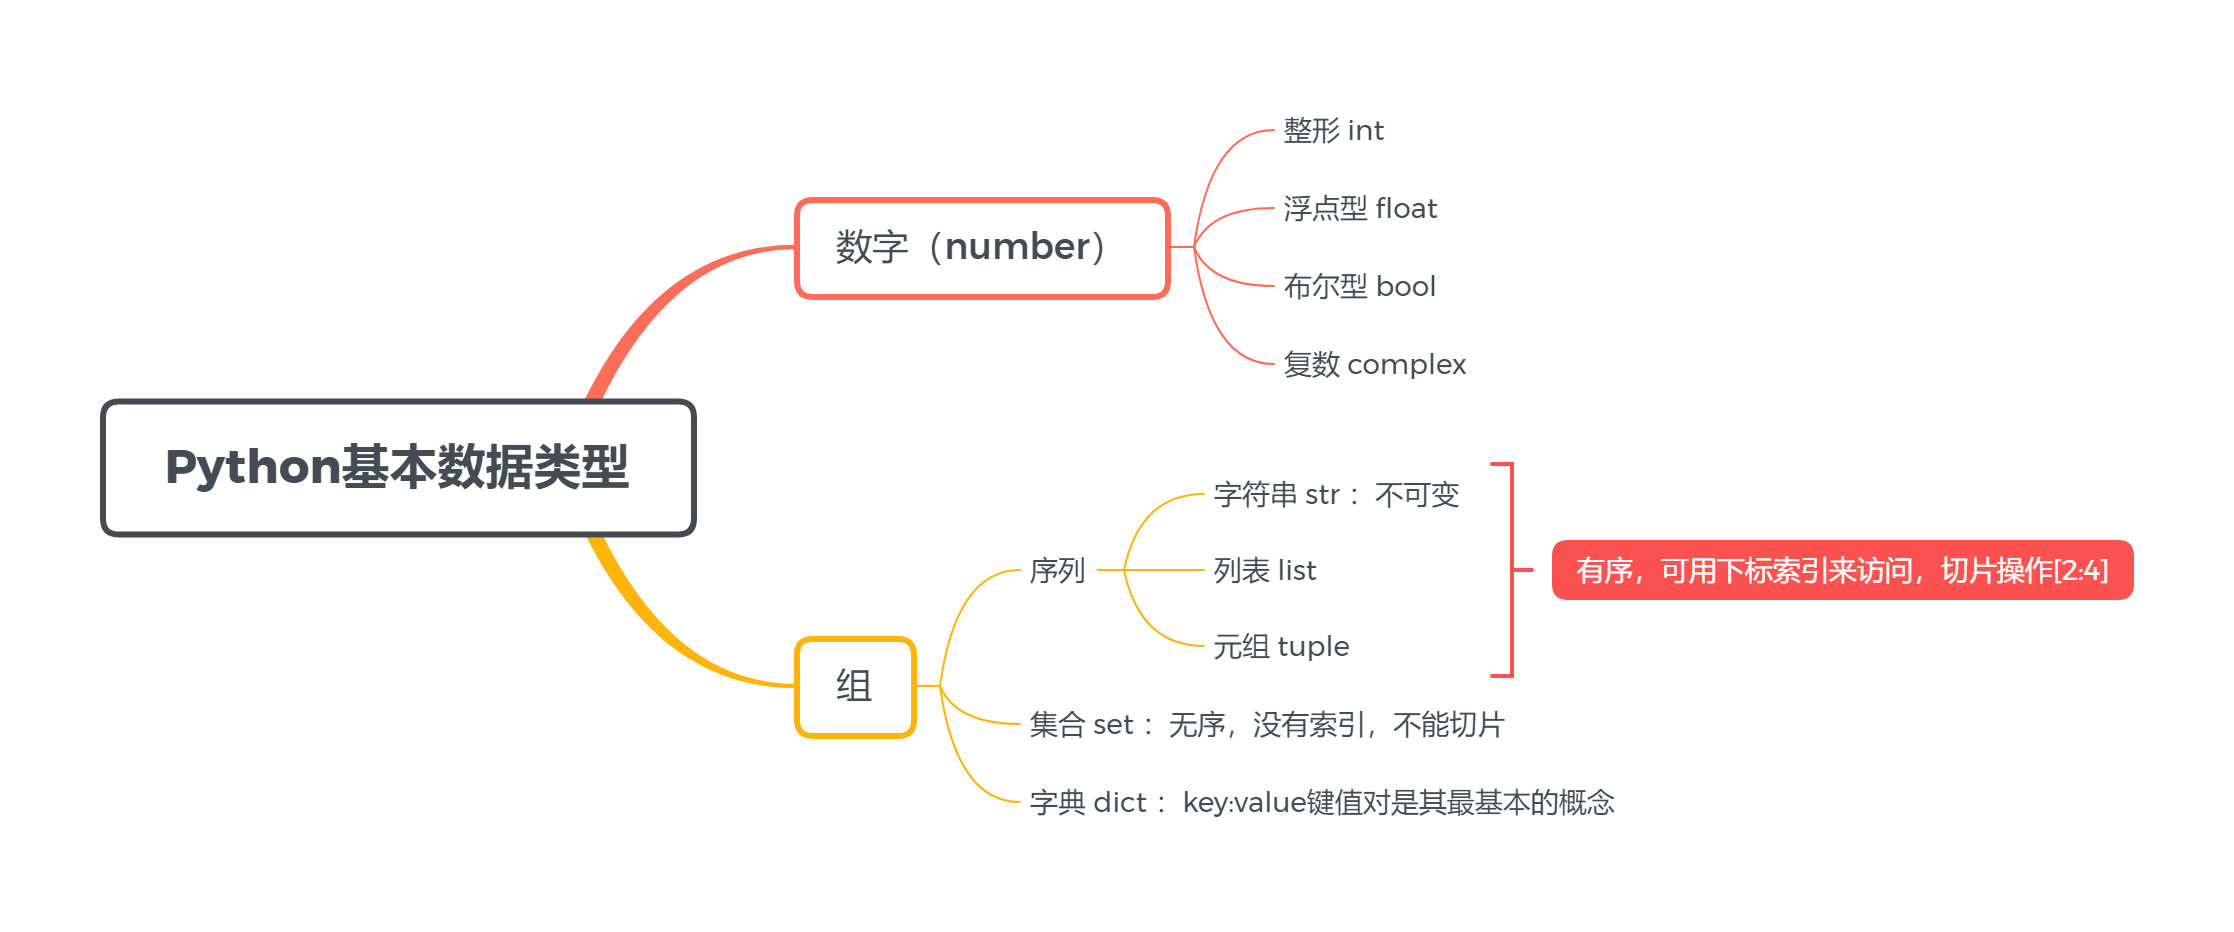 Python基本数据类型
数字（number）
整形 int
浮点型 float
布尔型 bool
复数 complex
组
序列
字符串 str ：不可变
列表 list
元组 tuple
有序，可用下标索引来访问，切片操作[2:4]
集合 set ：无序，没有索引，不能切片
字典 dict ：key:value键值对是其最基本的概念